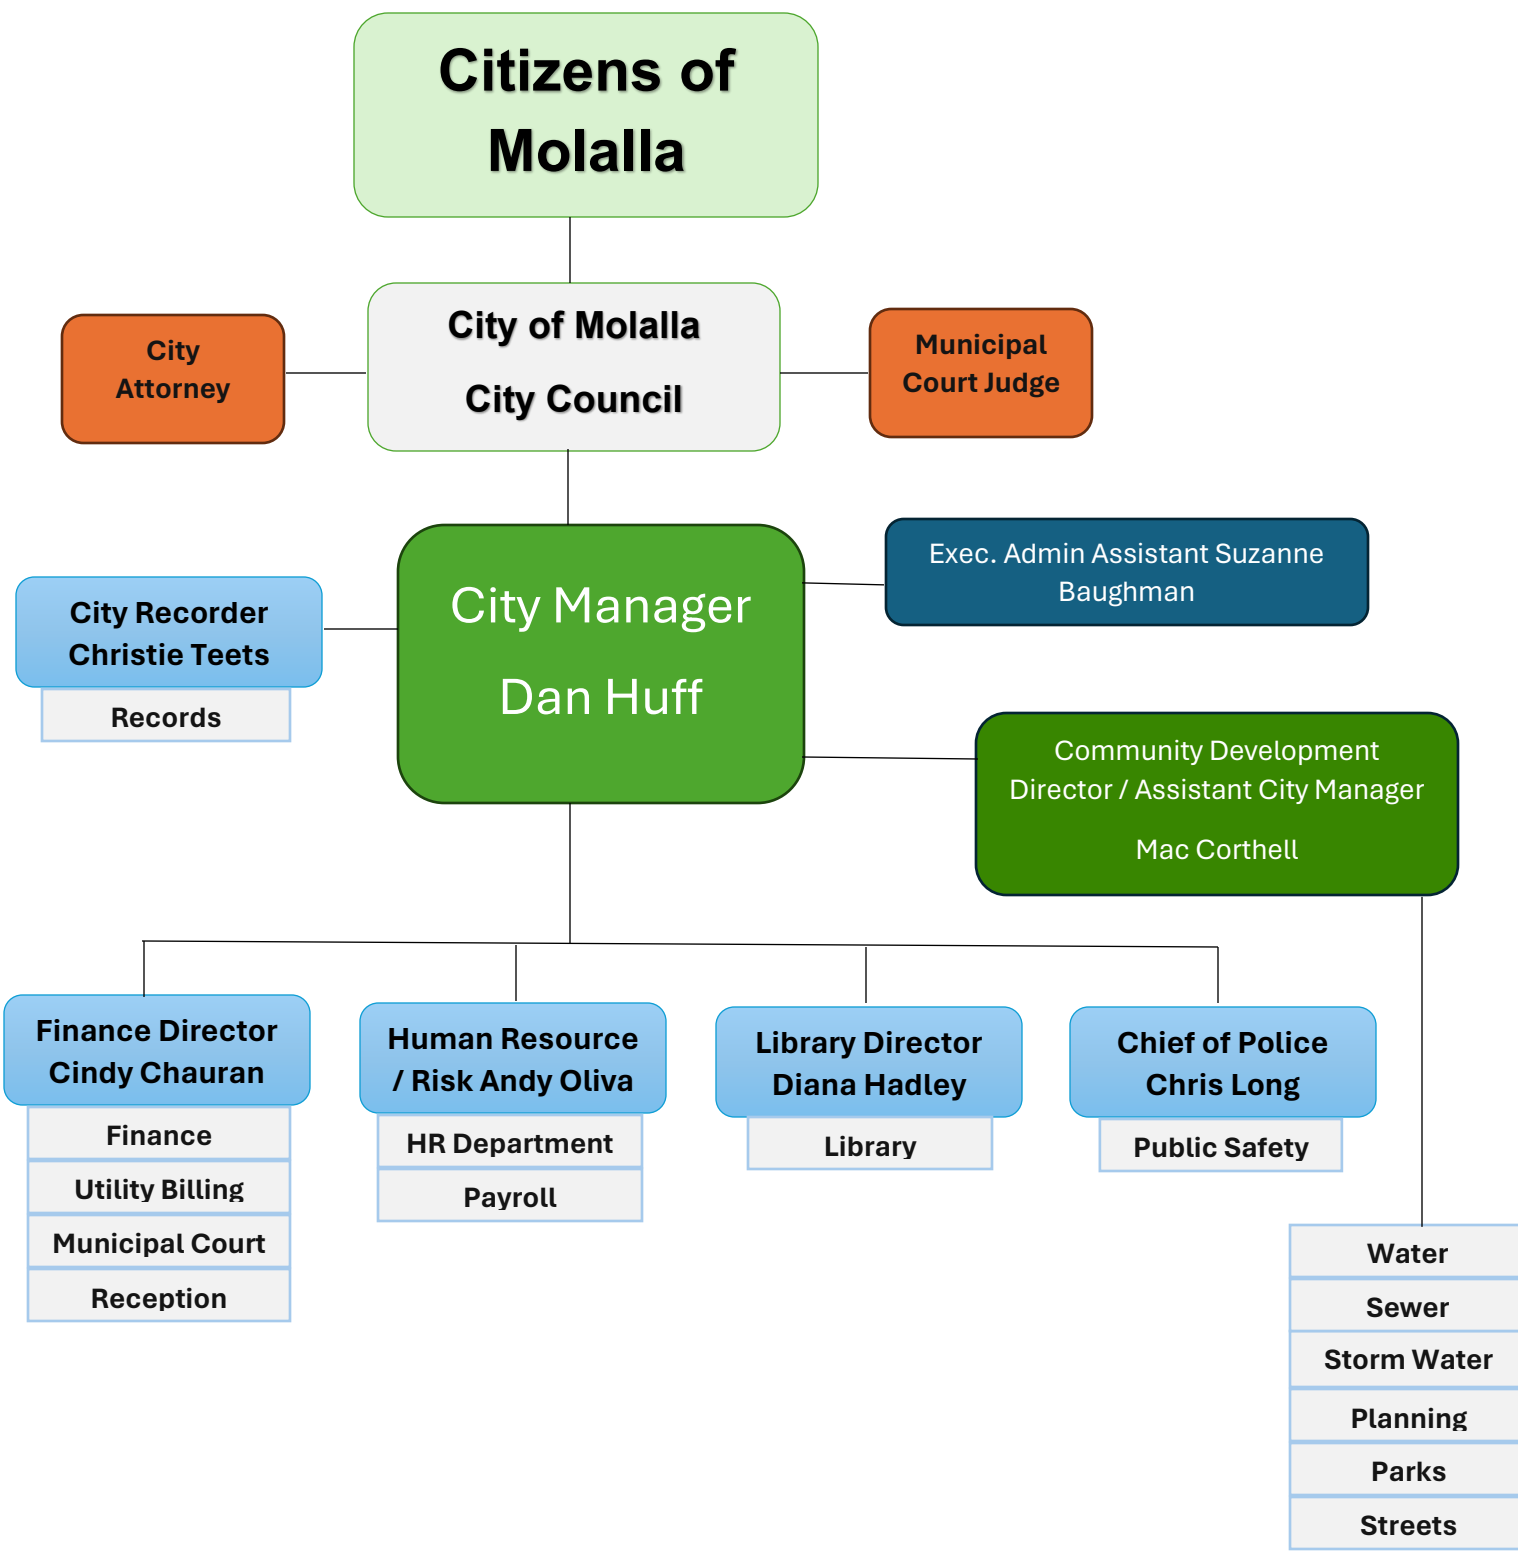 Citizens of
Molalla
City
Attorney
City of Molalla
City Council
Municipal
Court Judge
City Manager
Dan Huff
Exec. Admin Assistant Suzanne
Baughman
City Recorder
Christie Teets
Records
Community Development
Director / Assistant City Manager
Mac Corthell
Finance Director
Cindy Chauran
Finance
Utility Billing
Municipal Court
Reception
Human Resource
/ Risk Andy Oliva
HR Department
Payroll
Library Director
Diana Hadley
Library
Chief of Police
Chris Long
Public Safety
Water
Sewer
Storm Water
Planning
Parks
Streets